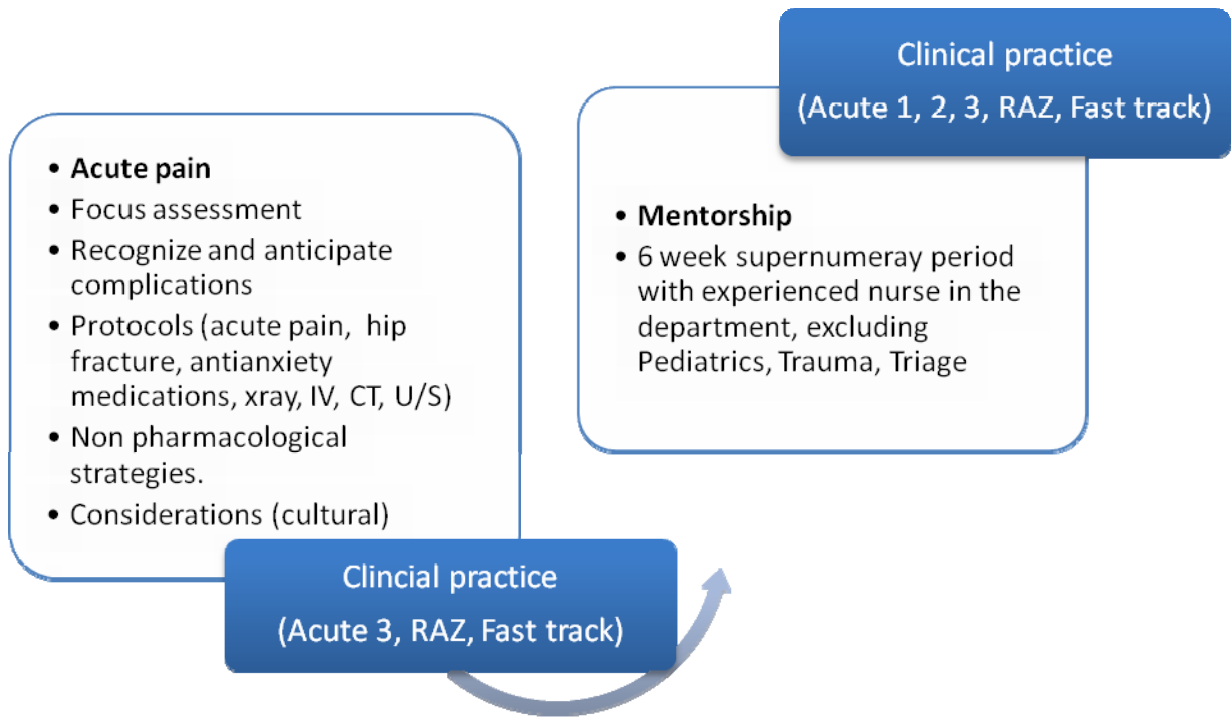 • Acute pain
• Focus assessment
• Recognize and anticipate
complications
• Protocols (acute pain, hip
fracture, antianxiety
medications, xray, IV, CT, U/S)
• Non pharmacological
strategies.
• Considerations (cultural)
Clincial practice
(Acute 3, RAZ, Fast track)
Clinical practice
(Acute 1, 2, 3, RAZ, Fast track)
• Mentorship
• 6 week supernumeray period
with experienced nurse in the
department, excluding
Pediatrics, Trauma, Triage